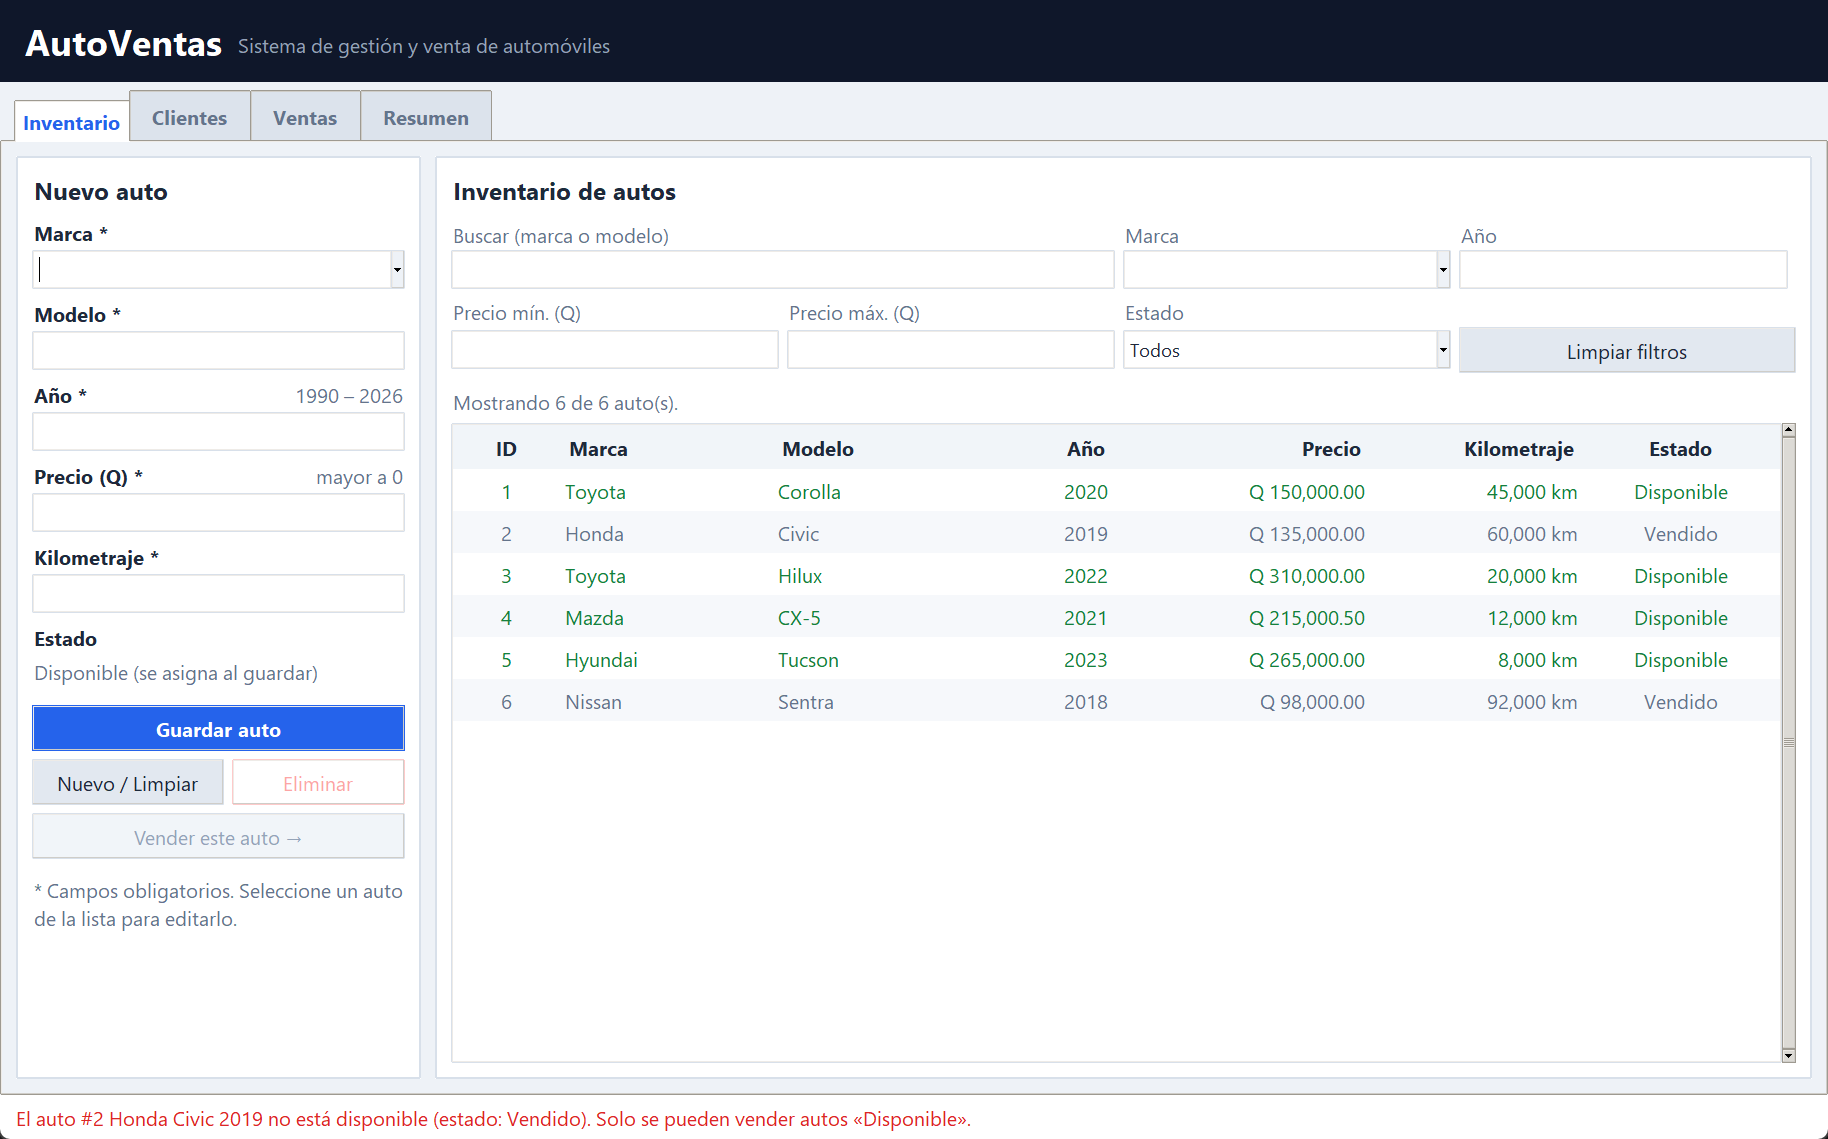 AutoVentas Sistema de gestión y venta de automóviles
Inventario Clientes Ventas Resumen
Nuevo auto
Marca *
Modelo *
Año * 1990 – 2026
Precio (Q) * mayor a 0
Kilometraje *
Estado
Disponible (se asigna al guardar)
Guardar auto
Nuevo / Limpiar Eliminar
Vender este auto →
* Campos obligatorios. Seleccione un auto
de la lista para editarlo.
Inventario de autos
Buscar (marca o modelo) Marca Año
Precio mín. (Q) Precio máx. (Q) Estado
Todos Limpiar filtros
Mostrando 6 de 6 auto(s).
ID Marca Modelo Año Precio Kilometraje Estado
1 Toyota Corolla 2020 Q 150,000.00 45,000 km Disponible
2 Honda Civic 2019 Q 135,000.00 60,000 km Vendido
3 Toyota Hilux 2022 Q 310,000.00 20,000 km Disponible
4 Mazda CX-5 2021 Q 215,000.50 12,000 km Disponible
5 Hyundai Tucson 2023 Q 265,000.00 8,000 km Disponible
6 Nissan Sentra 2018 Q 98,000.00 92,000 km Vendido
El auto #2 Honda Civic 2019 no está disponible (estado: Vendido). Solo se pueden vender autos «Disponible».